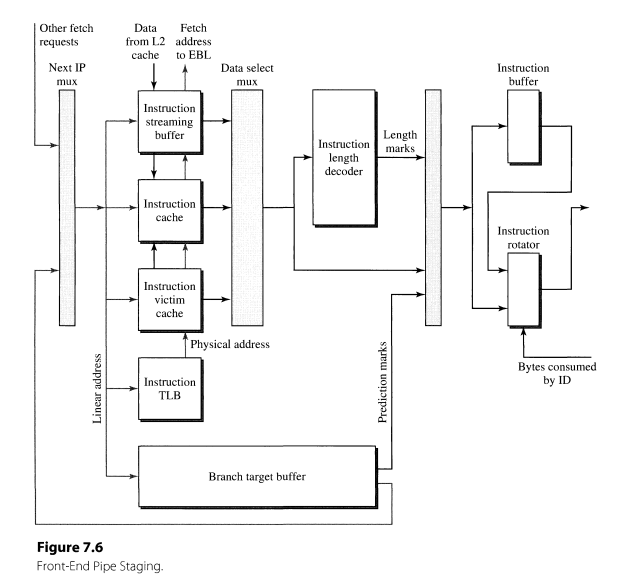 Other fetch
requests
Data
from L2
cache
Fetch
address
to EBL
Next IP
mux
Data select
mux
Instruction
buffer
Instruction
streaming
buffer
Instruction
length
decoder
Length
marks
Instruction
cache
Instruction
rotator
Instruction
victim
cache
Physical address
Bytes consumed
by ID
Linear address
Instruction
TLB
Prediction marks
Branch target buffer
Figure 7.6
Front-End Pipe Staging.